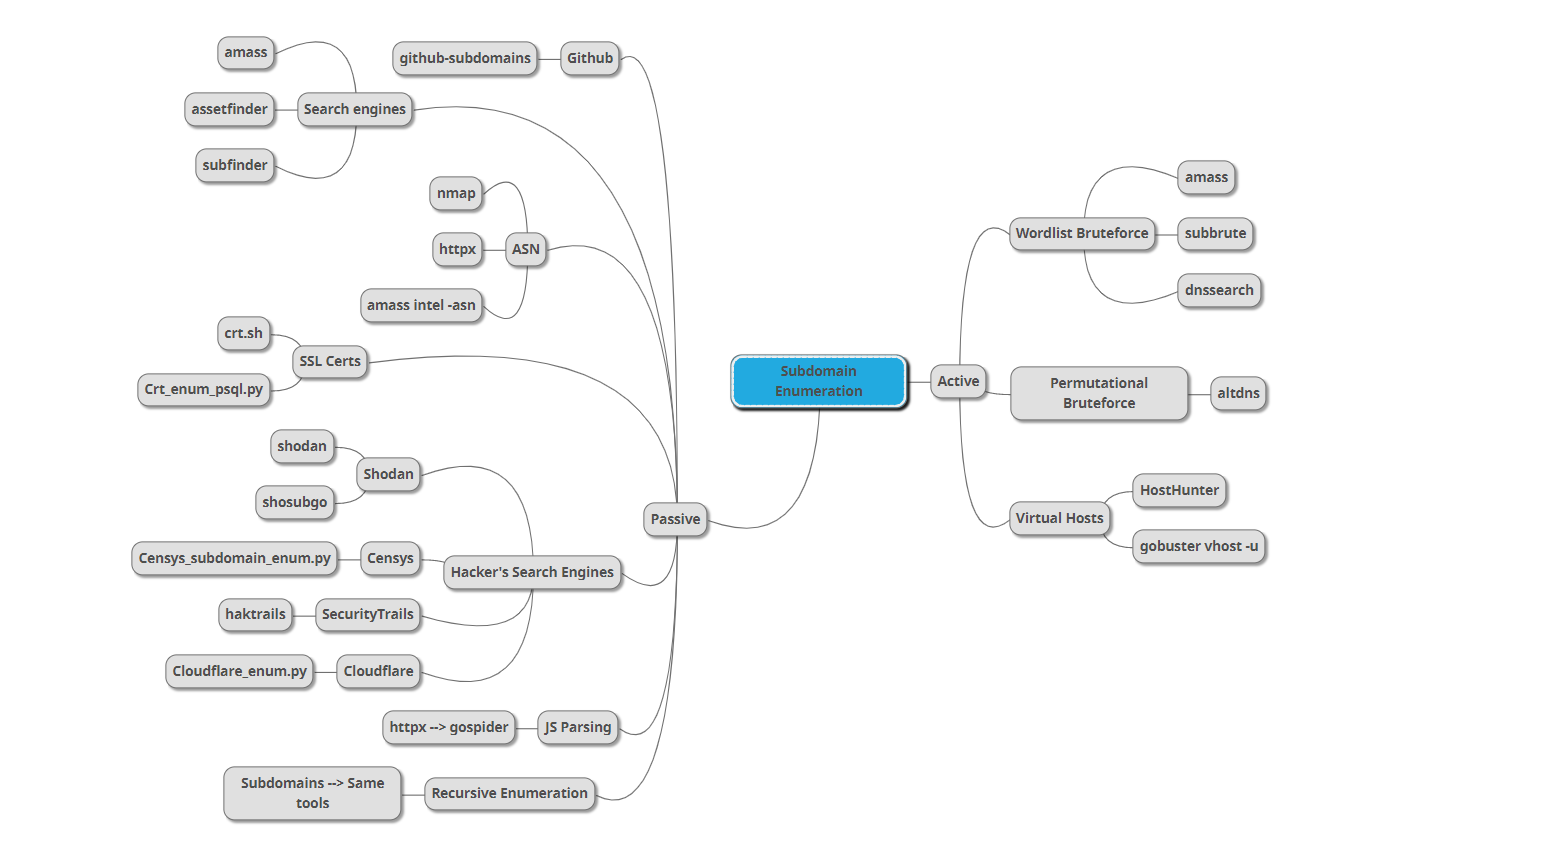 amass
github-subdomains
Github
assetfinder
Search engines
subfinder
nmap
httpx
ASN
amass intel -asn
crt.sh
SSL Certs
Crt_enum_psql.py
shodan
Shodan
shosubgo
Censys_subdomain_enum.py
Censys
Hacker's Search Engines
haktrails
SecurityTrails
Cloudflare_enum.py
Cloudflare
httpx --> gospider
JS Parsing
Subdomains --> Same
tools
Recursive Enumeration
Passive
Subdomain
Enumeration
Active
Wordlist Bruteforce
amass
subbrute
dnssearch
Permutational
Bruteforce
altdns
Virtual Hosts
HostHunter
gobuster vhost -u